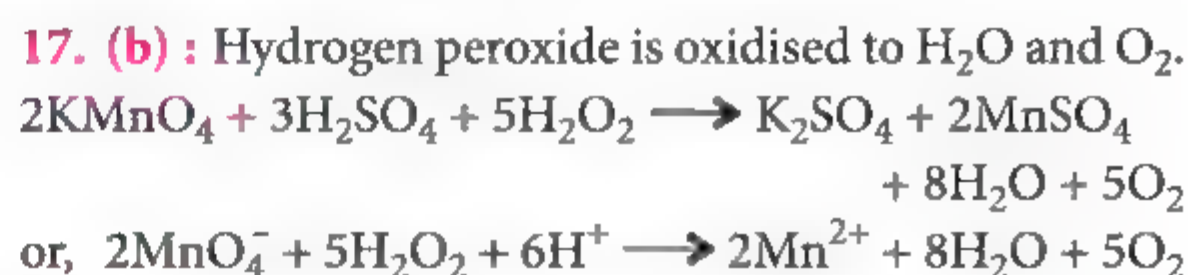 17. (b) : Hydrogen peroxide is oxidised to H₂O and O₂.
2KMnO₄ + 3H₂SO₄ + 5H₂O₂ ⟶ K₂SO₄ + 2MnSO₄
+ 8H₂O + 5O₂
or, 2MnO₄⁻ + 5H₂O₂ + 6H⁺ ⟶ 2Mn²⁺ + 8H₂O + 5O₂